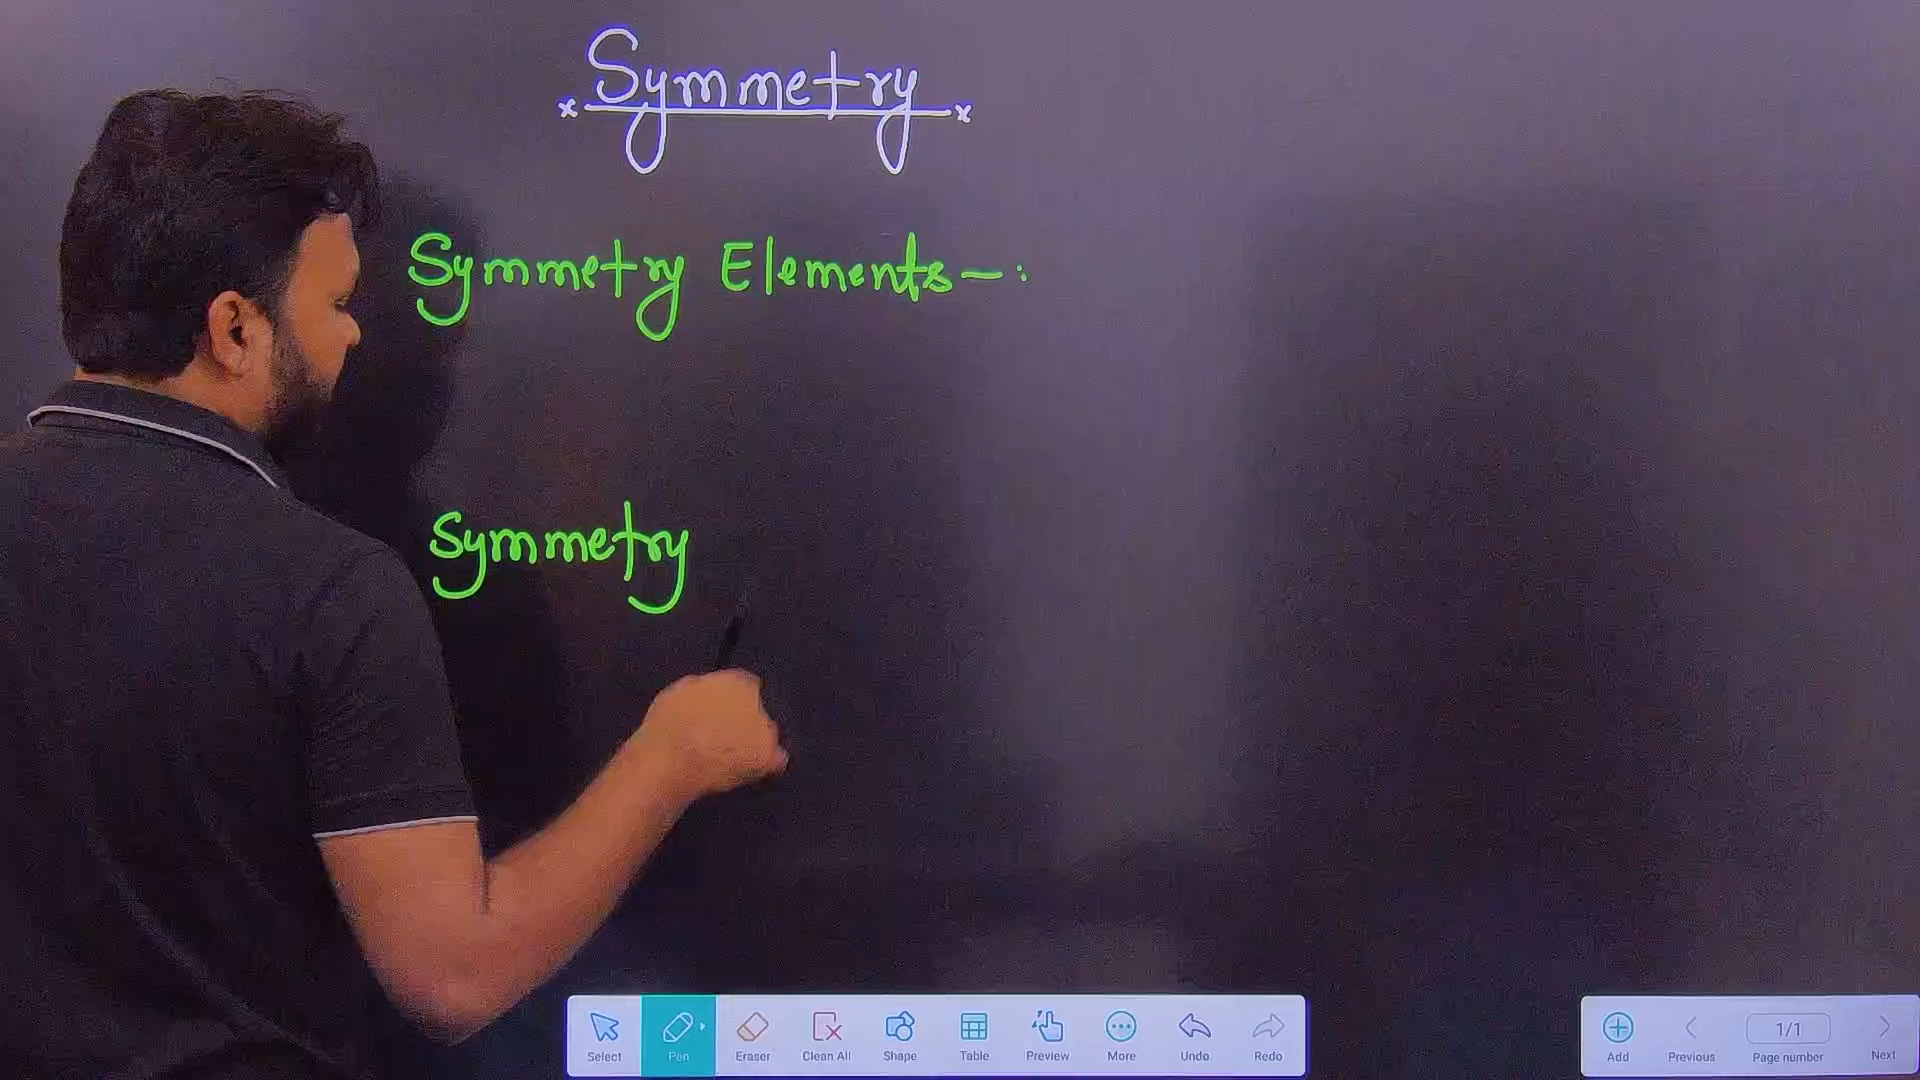 Symmetry
Symmetry Elements -:
Symmetry
Select Pen Eraser Clean All Shape Table Preview More Undo Redo
Add Previous 1/1 Page number Next